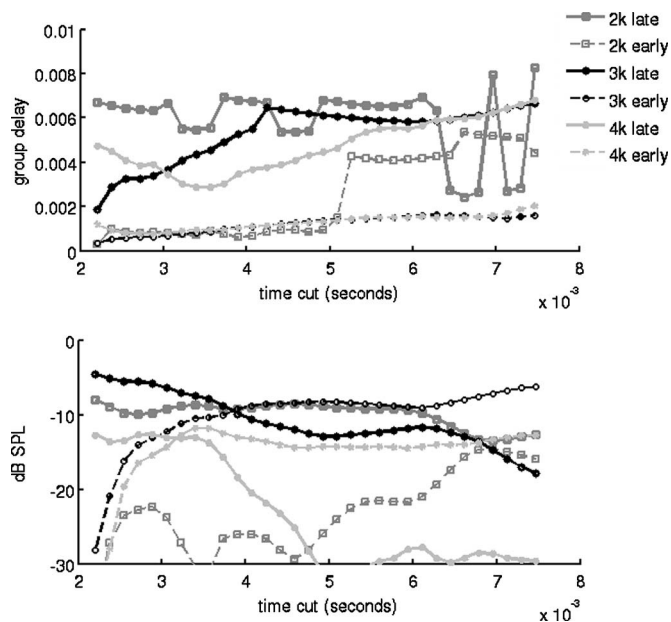 2k late
2k early
3k late
3k early
4k late
4k early
0.01
0.008
0.006
0.004
0.002
0
group delay
2 3 4 5 6 7 8
time cut (seconds)
x 10⁻³
-0
-10
-20
-30
dB SPL
2 3 4 5 6 7 8
time cut (seconds)
x 10⁻³